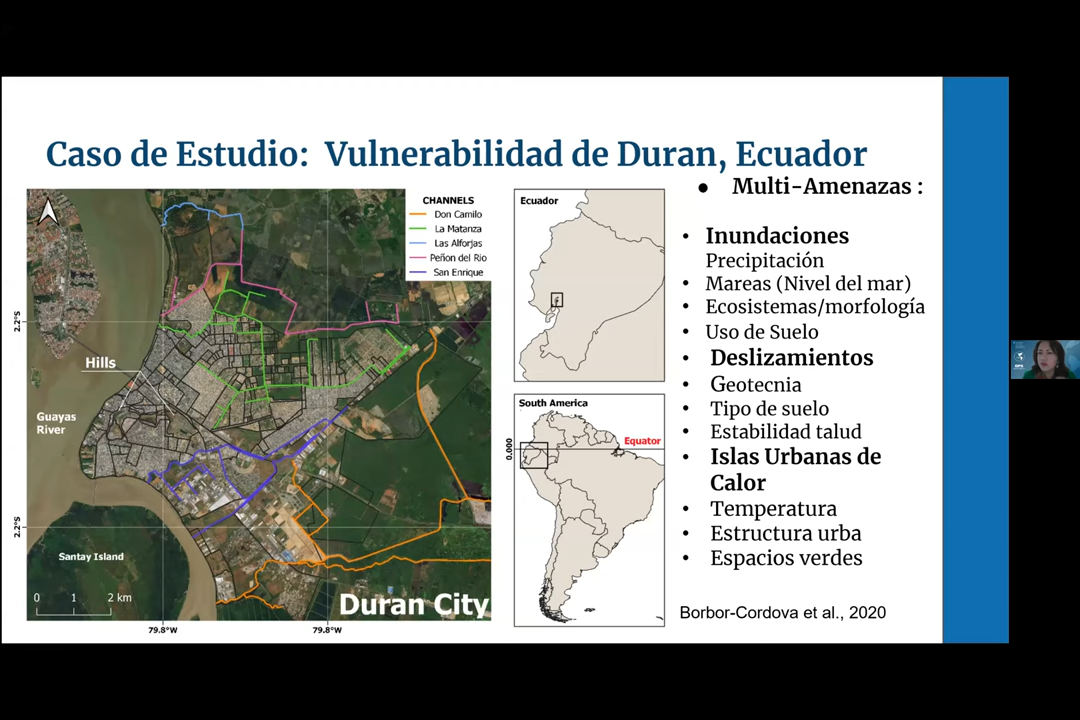 Caso de Estudio: Vulnerabilidad de Duran, Ecuador
CHANNELS
Don Camilo
La Matanza
Las Alforjas
Peñon del Rio
San Enrique
2.2°S
2.2°S
Hills
Guayas
River
Santay Island
0 1 2 km
Duran City
79.8°W
79.8°W
Ecuador
South America
Equator
0.000
• Multi-Amenazas :
• Inundaciones
Precipitación
• Mareas (Nivel del mar)
• Ecosistemas/morfología
• Uso de Suelo
• Deslizamientos
• Geotecnia
• Tipo de suelo
• Estabilidad talud
• Islas Urbanas de
Calor
• Temperatura
• Estructura urba
• Espacios verdes
Borbor-Cordova et al., 2020